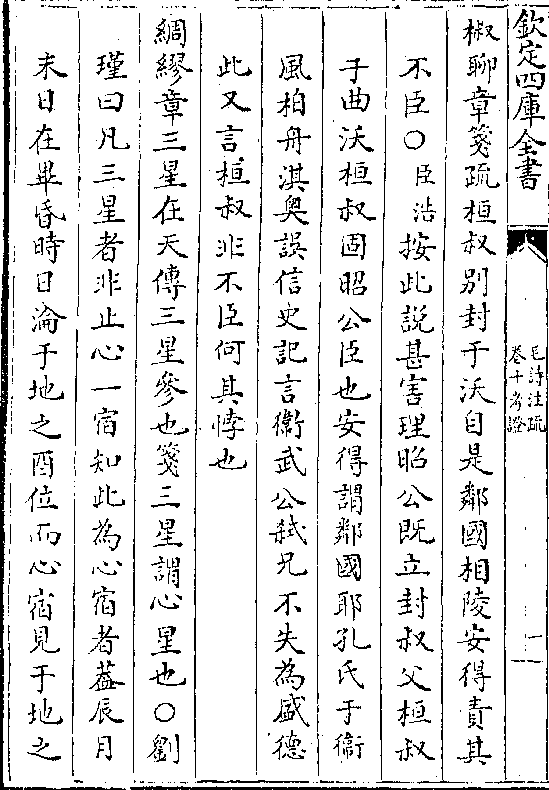 欽定四庫全書
毛詩注疏
卷十考證
一
椒聊章箋疏桓叔別封于沃自是鄰國相陵安得責其
不臣○臣浩按此說甚害理昭公既立封叔父桓叔
于曲沃桓叔固昭公臣也安得謂鄰國耶孔氏于衞
風柏舟淇奥誤信史記言衞武公弑兄不失為盛德
此又言桓叔非不臣何其悖也
綢繆章三星在天傳三星參也箋三星謂心星也○劉
瑾曰凡三星者非止心一宿知此為心宿者葢辰月
末日在畢昏時日淪于地之酉位而心宿見于地之